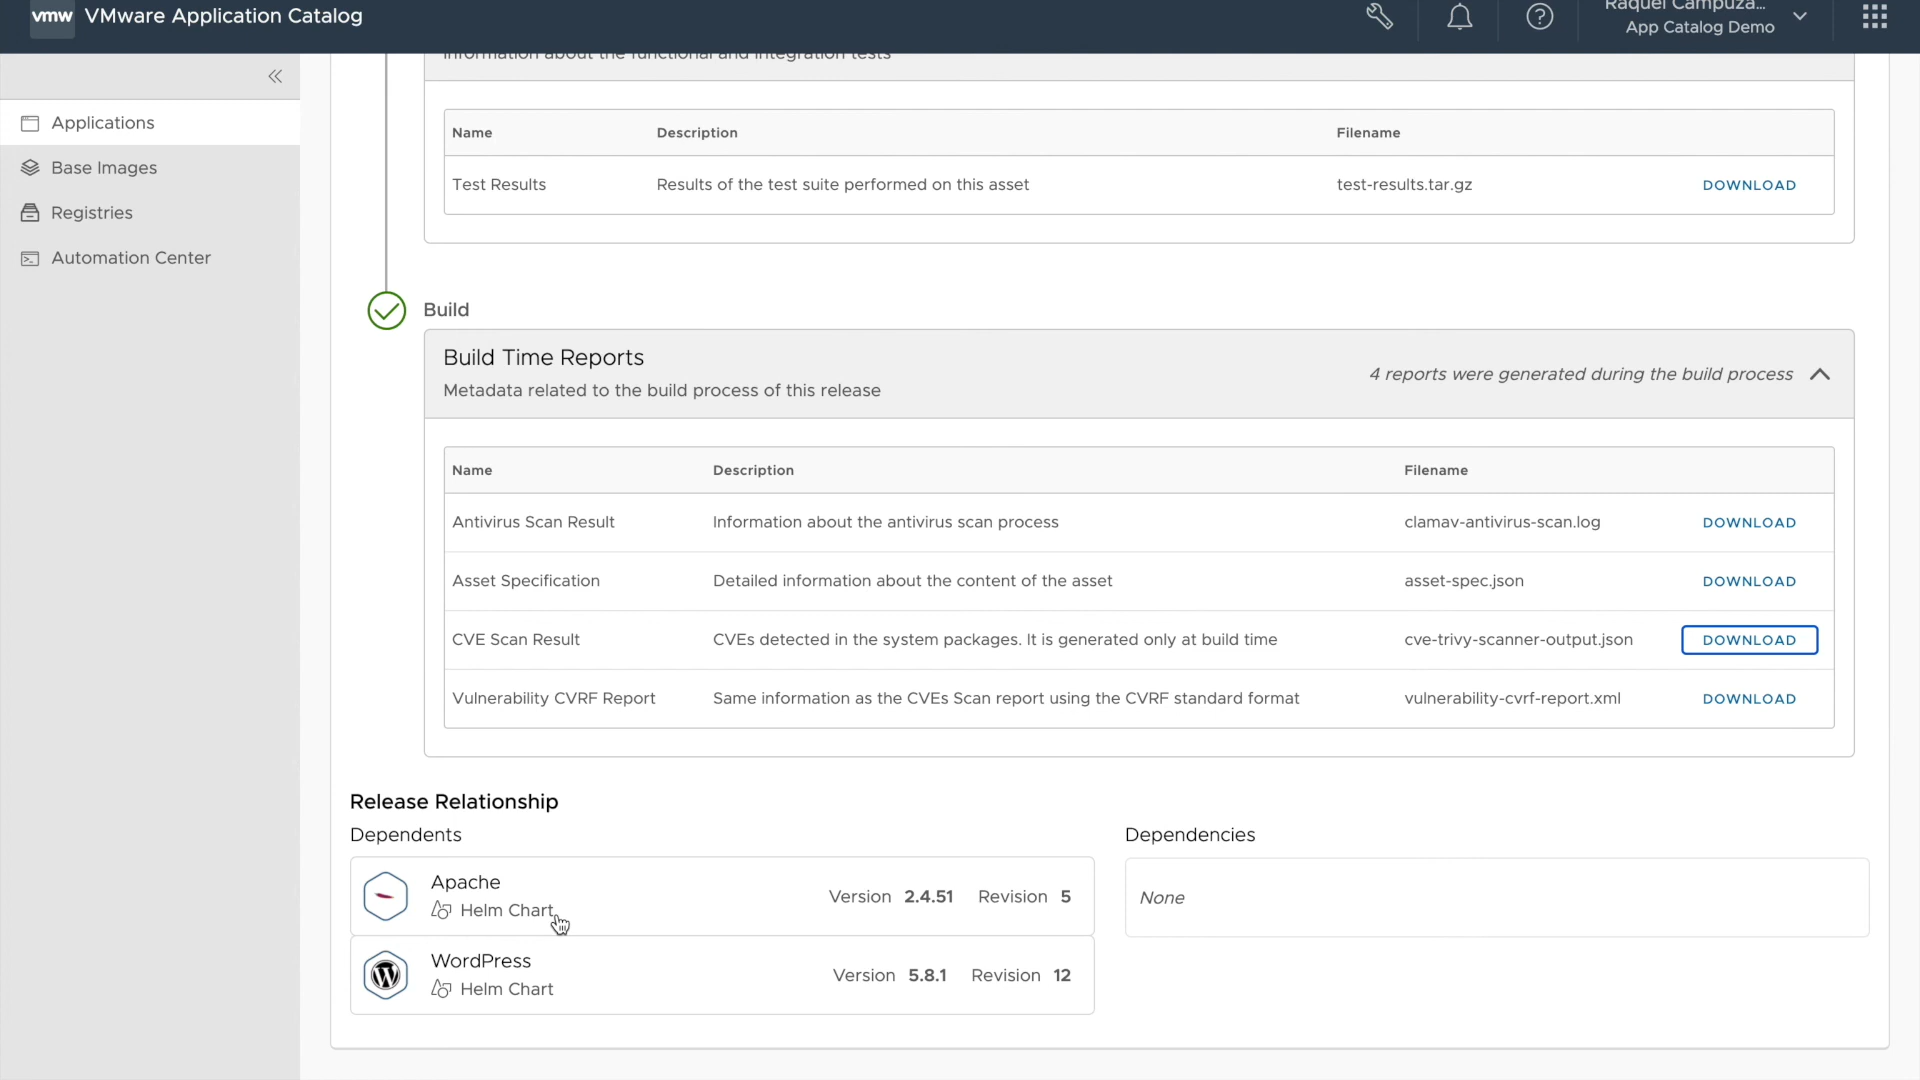 vmw VMware Application Catalog
Raquel Campuza...
App Catalog Demo
Applications
Base Images
Registries
Automation Center
Information about the functional and integration tests
Name Description Filename
Test Results Results of the test suite performed on this asset test-results.tar.gz DOWNLOAD
Build
Build Time Reports
Metadata related to the build process of this release
4 reports were generated during the build process
Name Description Filename
Antivirus Scan Result Information about the antivirus scan process clamav-antivirus-scan.log DOWNLOAD
Asset Specification Detailed information about the content of the asset asset-spec.json DOWNLOAD
CVE Scan Result CVEs detected in the system packages. It is generated only at build time cve-trivy-scanner-output.json DOWNLOAD
Vulnerability CVRF Report Same information as the CVEs Scan report using the CVRF standard format vulnerability-cvrf-report.xml DOWNLOAD
Release Relationship
Dependents
Apache
Helm Chart
Version 2.4.51 Revision 5
WordPress
Helm Chart
Version 5.8.1 Revision 12
Dependencies
None